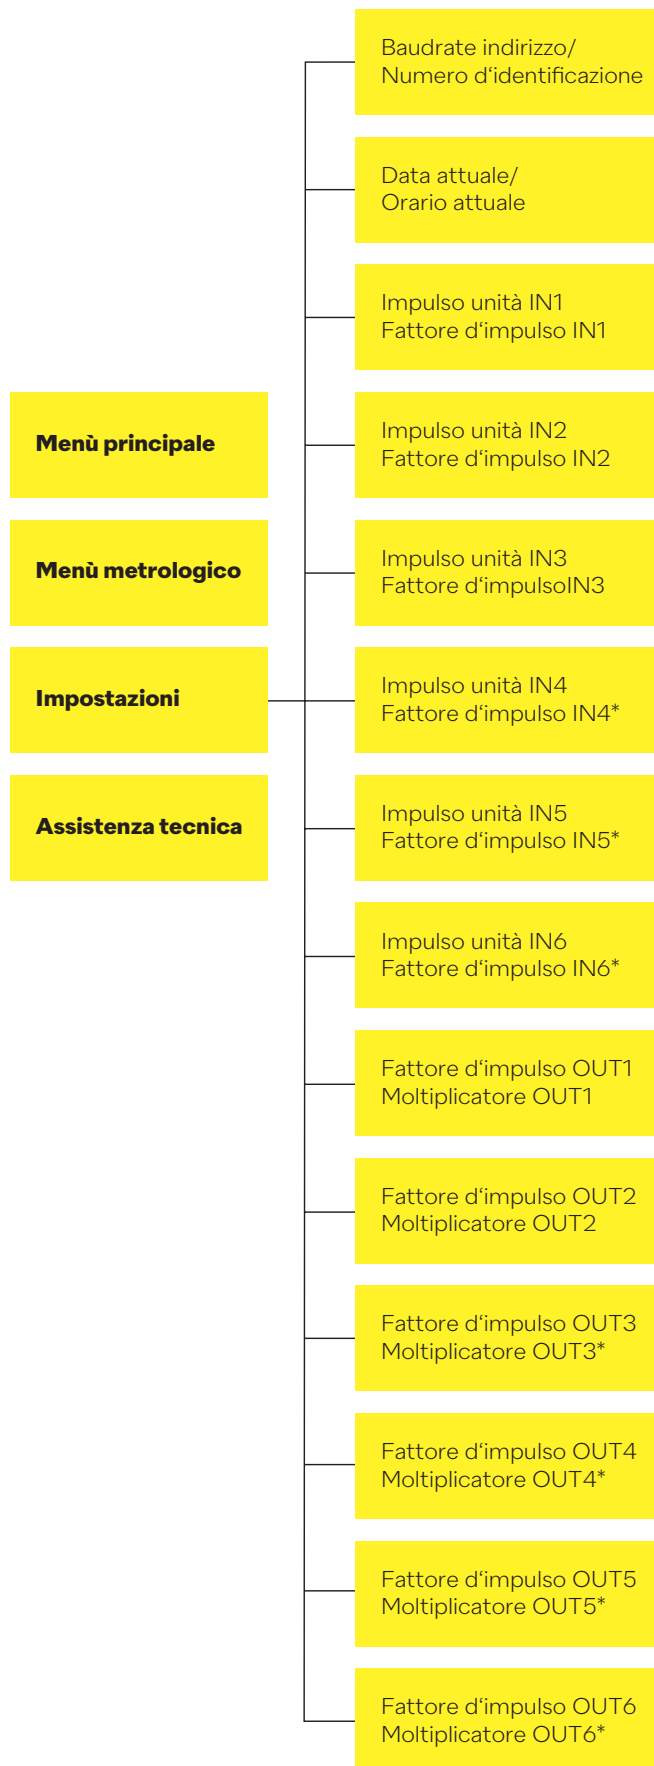 Baudrate indirizzo/
Numero d‘identificazione
Data attuale/
Orario attuale
Impulso unità IN1
Fattore d‘impulso IN1
Menù principale
Impulso unità IN2
Fattore d‘impulso IN2
Menù metrologico
Impulso unità IN3
Fattore d‘impulsoIN3
Impostazioni
Impulso unità IN4
Fattore d‘impulso IN4*
Assistenza tecnica
Impulso unità IN5
Fattore d‘impulso IN5*
Impulso unità IN6
Fattore d‘impulso IN6*
Fattore d‘impulso OUT1
Moltiplicatore OUT1
Fattore d‘impulso OUT2
Moltiplicatore OUT2
Fattore d‘impulso OUT3
Moltiplicatore OUT3*
Fattore d‘impulso OUT4
Moltiplicatore OUT4*
Fattore d‘impulso OUT5
Moltiplicatore OUT5*
Fattore d‘impulso OUT6
Moltiplicatore OUT6*